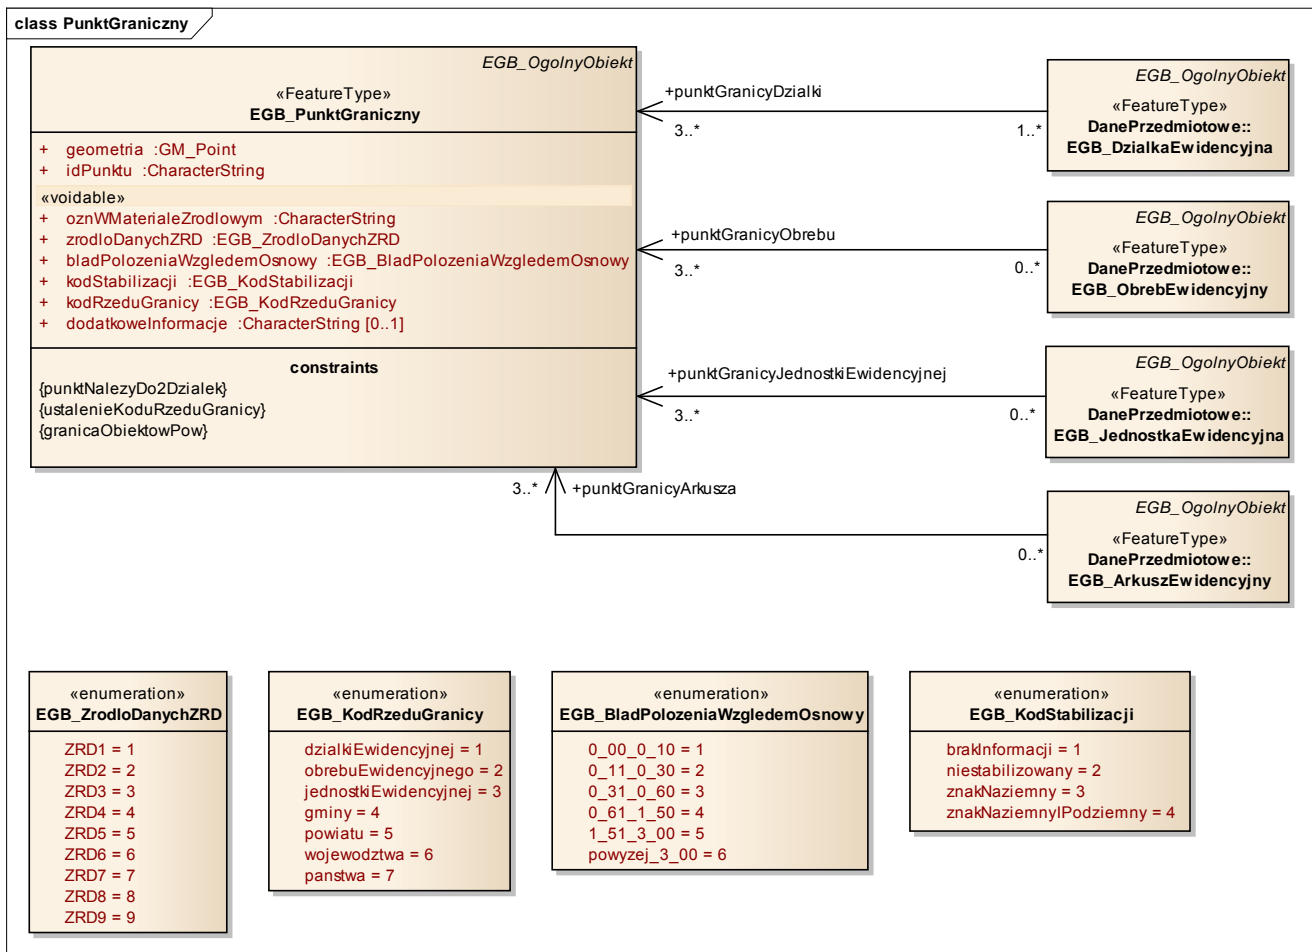 class PunktGraniczny
EGB_OgolnyObiekt
«FeatureType»
EGB_PunktGraniczny
+ geometria :GM_Point
+ idPunktu :CharacterString
«voidable»
+ oznWMaterialeZrodlowym :CharacterString
+ zrodloDanychZRD :EGB_ZrodloDanychZRD
+ bladPolozeniaWzgledemOsnowy :EGB_BladPolozeniaWzgledemOsnowy
+ kodStabilizacji :EGB_KodStabilizacji
+ kodRzeduGranicy :EGB_KodRzeduGranicy
+ dodatkoweInformacje :CharacterString [0..1]
constraints
{punktNalezyDo2Dzialek}
{ustalenieKoduRzeduGranicy}
{granicaObiektowPow}
+punktGranicyDzialki
3..*
1..*
EGB_OgolnyObiekt
«FeatureType»
DanePrzedmiotowe::
EGB_DzialkaEwidencyjna
+punktGranicyObrebu
3..*
0..*
EGB_OgolnyObiekt
«FeatureType»
DanePrzedmiotowe::
EGB_ObrebEwidencyjny
+punktGranicyJednostkiEwidencyjnej
3..*
0..*
EGB_OgolnyObiekt
«FeatureType»
DanePrzedmiotowe::
EGB_JednostkaEwidencyjna
3..*
+punktGranicyArkusza
0..*
EGB_OgolnyObiekt
«FeatureType»
DanePrzedmiotowe::
EGB_ArkuszEwidencyjny
«enumeration»
EGB_ZrodloDanychZRD
ZRD1 = 1
ZRD2 = 2
ZRD3 = 3
ZRD4 = 4
ZRD5 = 5
ZRD6 = 6
ZRD7 = 7
ZRD8 = 8
ZRD9 = 9
«enumeration»
EGB_KodRzeduGranicy
dzialkiEwidencyjnej = 1
obrebuEwidencyjnego = 2
jednostkiEwidencyjnej = 3
gminy = 4
powiatu = 5
wojewodztwa = 6
panstwa = 7
«enumeration»
EGB_BladPolozeniaWzgledemOsnowy
0_00_0_10 = 1
0_11_0_30 = 2
0_31_0_60 = 3
0_61_1_50 = 4
1_51_3_00 = 5
powyzej_3_00 = 6
«enumeration»
EGB_KodStabilizacji
brakInformacji = 1
niestabilizowany = 2
znakNaziemny = 3
znakNaziemnyIPodziemny = 4